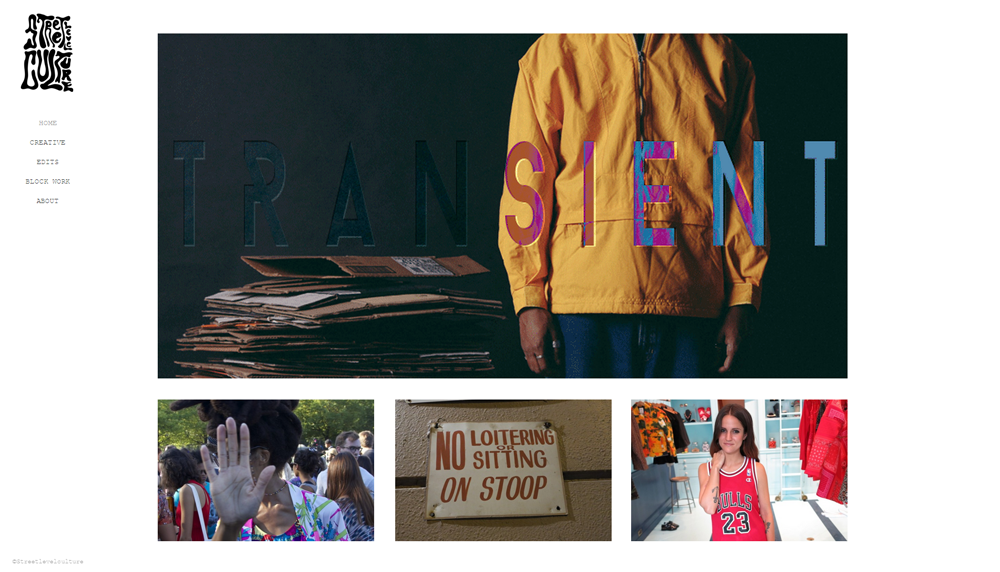 STREET
LEVEL
CULTURE
HOME
CREATIVE
EDITS
BLOCK WORK
ABOUT
TRANSIENT
NO LOITERING
OR
SITTING
ON STOOP
BULLS
23
©Streetlevelculture